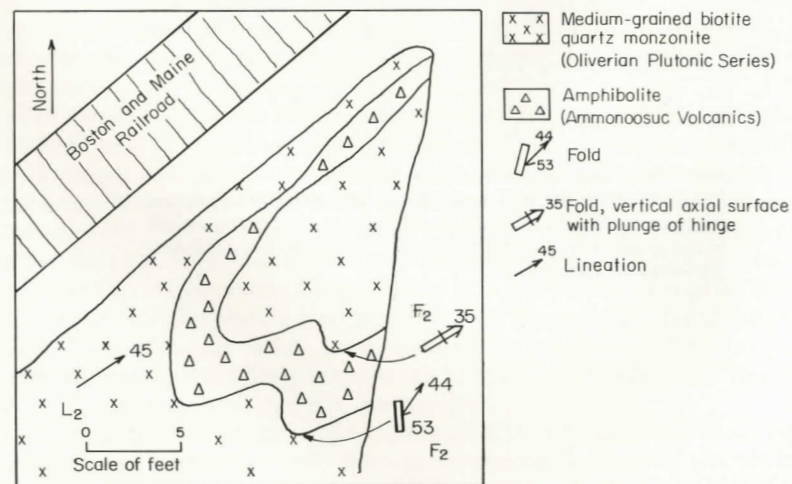 North
Boston and Maine
Railroad
F2
35
45
L2
44
53
F2
0 5
Scale of feet
Medium-grained biotite
quartz monzonite
(Oliverian Plutonic Series)
Amphibolite
(Ammonoosuc Volcanics)
44
53
Fold
35 Fold, vertical axial surface
with plunge of hinge
45
Lineation